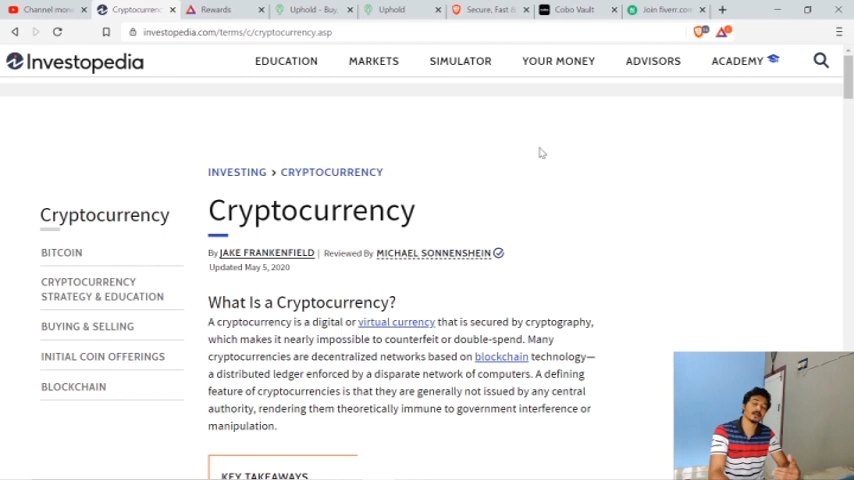 Channel mon
Cryptocurren
Rewards
Uphold - Buy,
Uphold
Secure, Fast &
Cobo Vault
Join fiverr.com
investopedia.com/terms/c/cryptocurrency.asp
Investopedia
EDUCATION
MARKETS
SIMULATOR
YOUR MONEY
ADVISORS
ACADEMY
INVESTING > CRYPTOCURRENCY
Cryptocurrency
By JAKE FRANKENFIELD | Reviewed By MICHAEL SONNENSHEIN
Updated May 5, 2020
What Is a Cryptocurrency?
A cryptocurrency is a digital or virtual currency that is secured by cryptography,
which makes it nearly impossible to counterfeit or double-spend. Many
cryptocurrencies are decentralized networks based on blockchain technology—
a distributed ledger enforced by a disparate network of computers. A defining
feature of cryptocurrencies is that they are generally not issued by any central
authority, rendering them theoretically immune to government interference or
manipulation.
KEY TAKEAWAYS
Cryptocurrency
BITCOIN
CRYPTOCURRENCY
STRATEGY & EDUCATION
BUYING & SELLING
INITIAL COIN OFFERINGS
BLOCKCHAIN